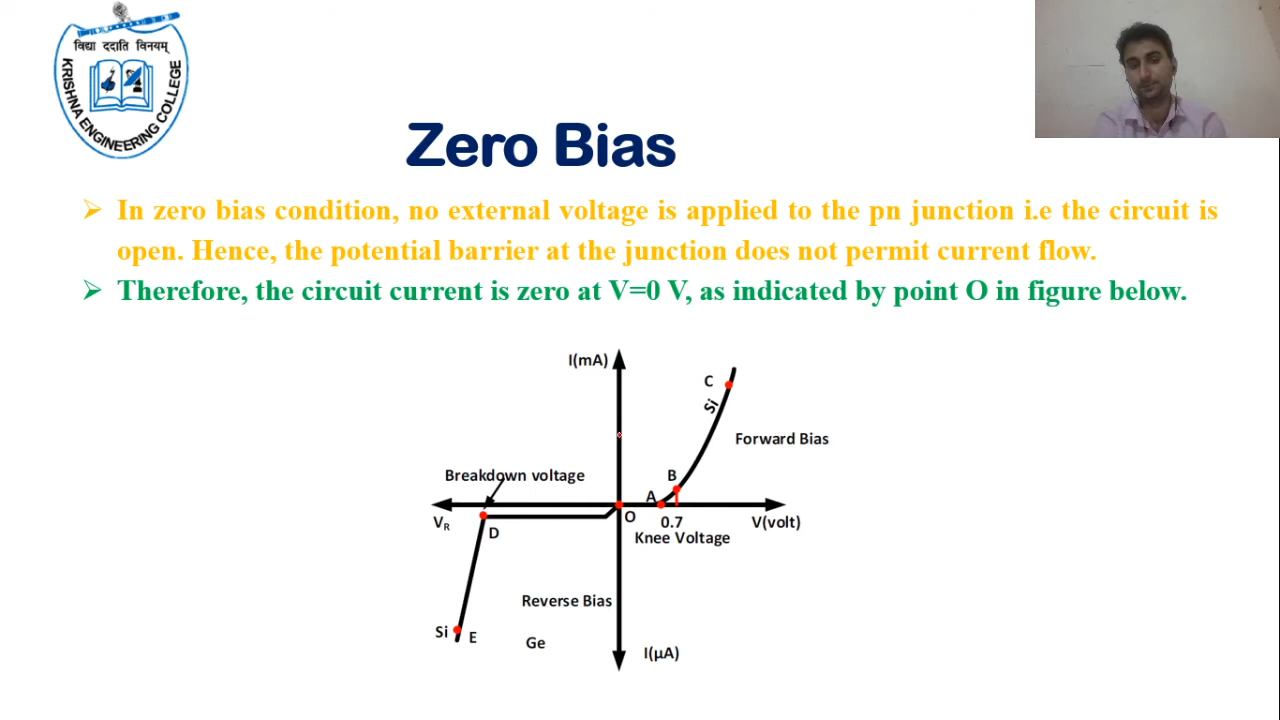 विद्या ददाति विनयम्
KRISHNA ENGINEERING COLLEGE
Zero Bias
In zero bias condition, no external voltage is applied to the pn junction i.e the circuit is
open. Hence, the potential barrier at the junction does not permit current flow.
Therefore, the circuit current is zero at V=0 V, as indicated by point O in figure below.
I(mA)
C
Si
Forward Bias
Breakdown voltage
B
A
VR
O
0.7
V(volt)
D
Knee Voltage
Reverse Bias
Si
E
Ge
I(μA)